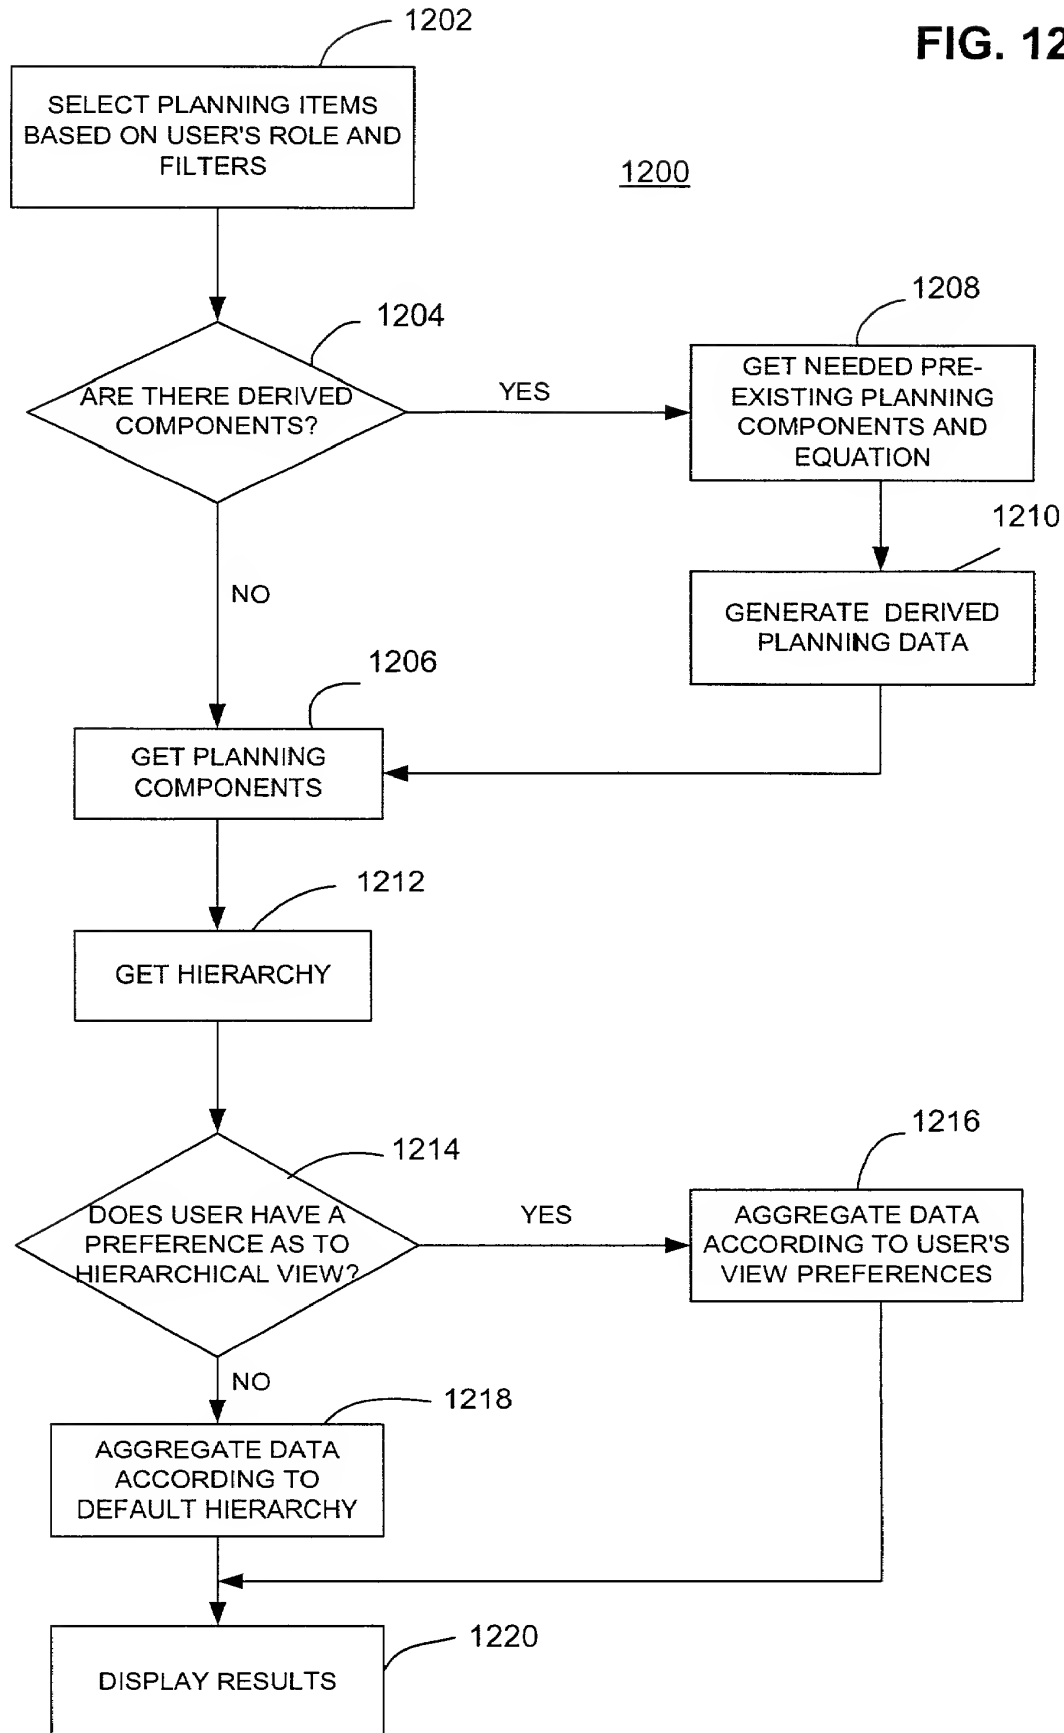 1202
FIG. 12
SELECT PLANNING ITEMS
BASED ON USER'S ROLE AND
FILTERS
1200
1204
1208
ARE THERE DERIVED
COMPONENTS?
YES
GET NEEDED PRE-
EXISTING PLANNING
COMPONENTS AND
EQUATION
1210
NO
GENERATE DERIVED
PLANNING DATA
1206
GET PLANNING
COMPONENTS
1212
GET HIERARCHY
1214
1216
DOES USER HAVE A
PREFERENCE AS TO
HIERARCHICAL VIEW?
YES
AGGREGATE DATA
ACCORDING TO USER'S
VIEW PREFERENCES
NO
1218
AGGREGATE DATA
ACCORDING TO
DEFAULT HIERARCHY
1220
DISPLAY RESULTS